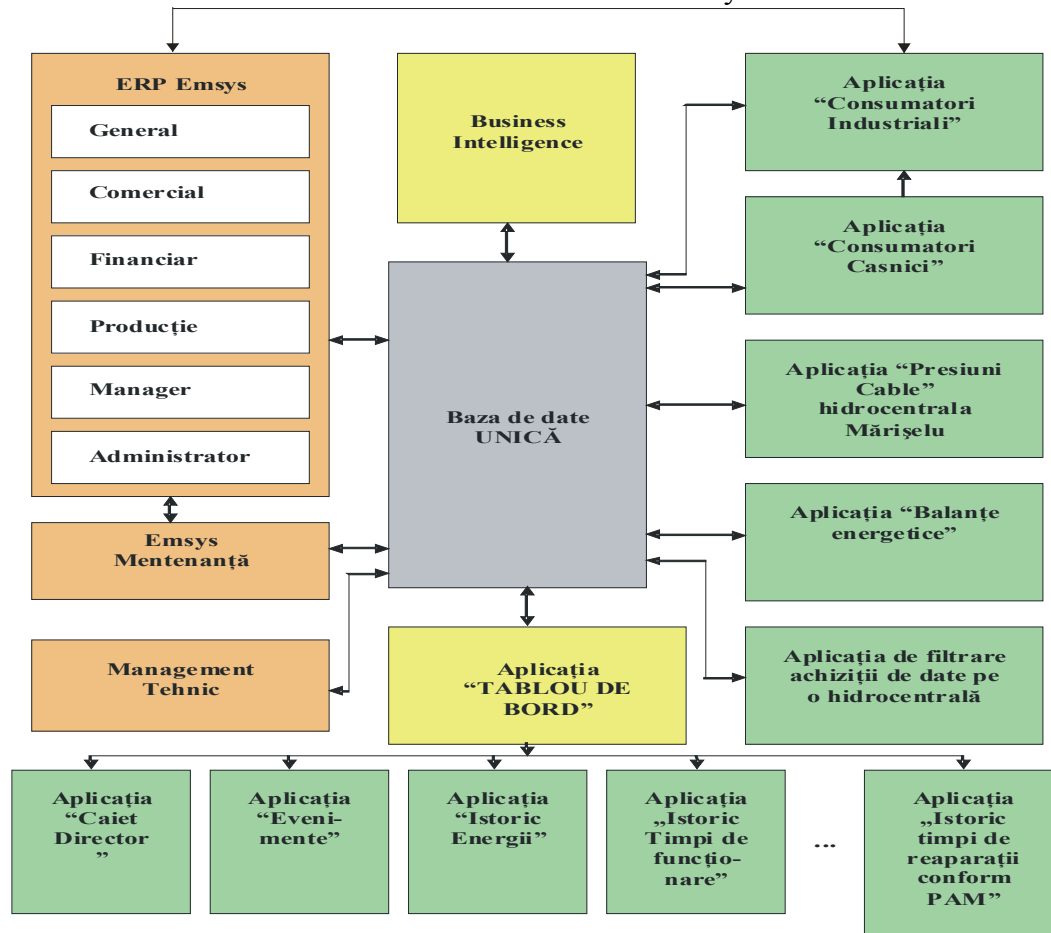 ERP Emsys
General
Comercial
Financiar
Producție
Manager
Administrator
Emsys
Mentenanță
Management
Tehnic
Business
Intelligence
Baza de date
UNICĂ
Aplicația
“TABLOU DE
BORD”
Aplicația
“Consumatori
Industriali”
Aplicația
“Consumatori
Casnici”
Aplicația “Presiuni
Cable”
hidrocentrala
Mărişelu
Aplicația “Balanțe
energetice”
Aplicația de filtrare
achiziții de date pe
o hidrocentrală
Aplicația
“Caiet
Director
”
Aplicația
“Eveni-
mente”
Aplicația
“Istoric
Energii”
Aplicația
„Istoric
Timpi de
funcțio-
nare”
...
Aplicația
„Istoric
timpi de
reaparații
conform
PAM”